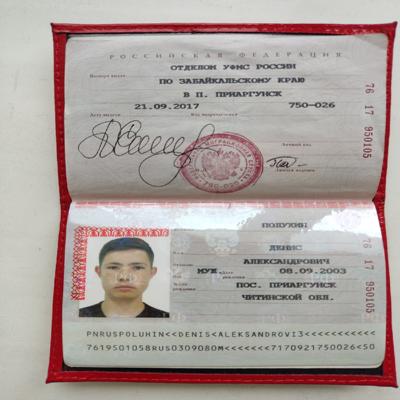 РОССИЙСКАЯ ФЕДЕРАЦИЯ
Паспорт выдан
ОТДЕЛОМ УФМС РОССИИ
ПО ЗАБАЙКАЛЬСКОМУ КРАЮ
В П. ПРИАРГУНСК
Дата выдачи 21.09.2017 Код подразделения 750-026
Личный код
Личная подпись
76 17 950105
ПОЛУХИН
ДЕНИС
АЛЕКСАНДРОВИЧ
МУЖ 08.09.2003
ПОС. ПРИАРГУНСК
ЧИТИНСКОЙ ОБЛ.
76 17 950105
PNRUSPOLUHIN<<DENIS<ALEKSANDROVI3<<<<<<<<<<<
7619501058RUS0309080M<<<<<<<7170921750026<50